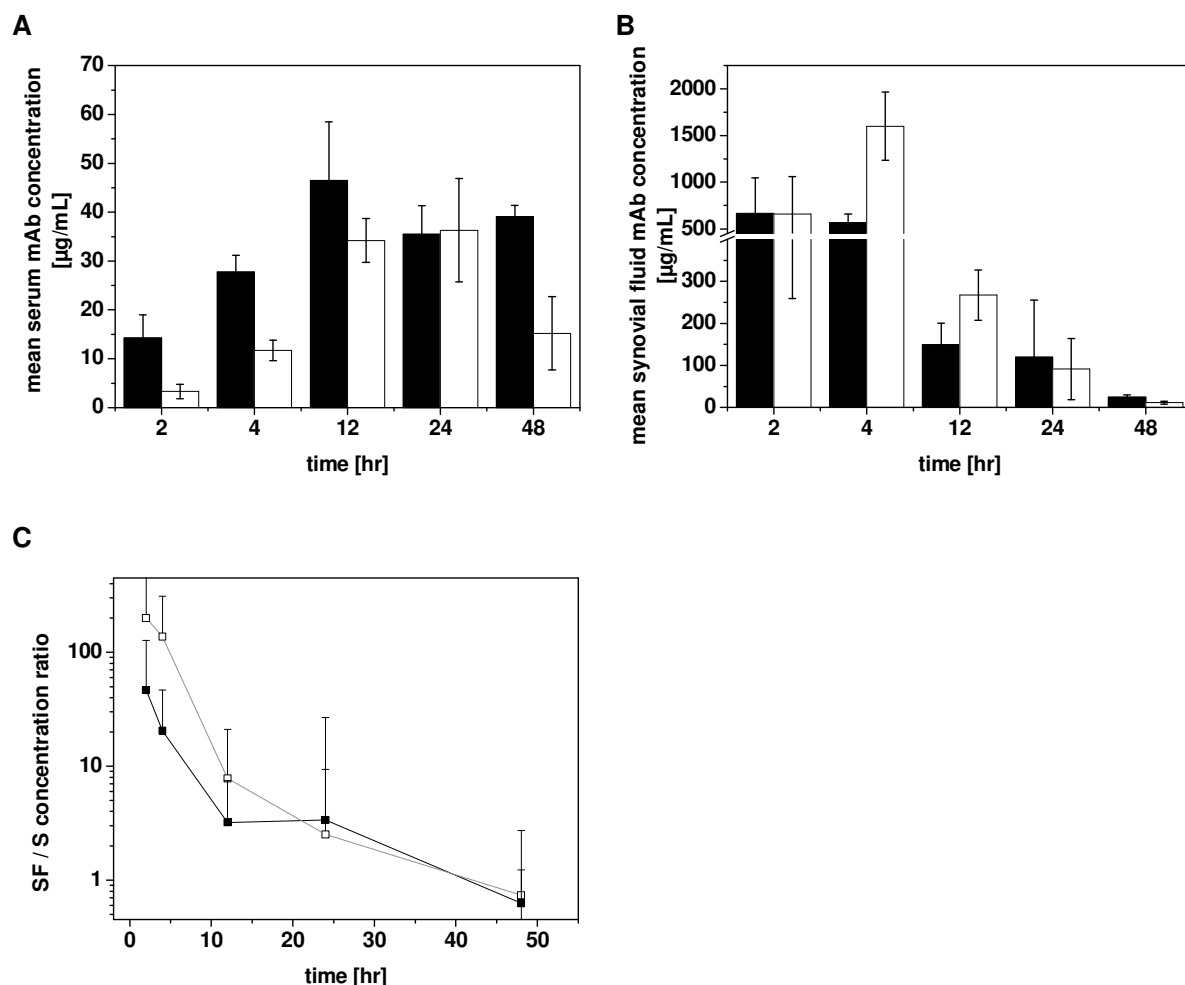 A
mean serum mAb concentration
[µg/mL]
70
60
50
40
30
20
10
0
2 4 12 24 48
time [hr]
B
mean synovial fluid mAb concentration
[µg/mL]
2000
1500
1000
500
300
200
100
0
2 4 12 24 48
time [hr]
C
SF / S concentration ratio
100
10
1
0 10 20 30 40 50
time [hr]